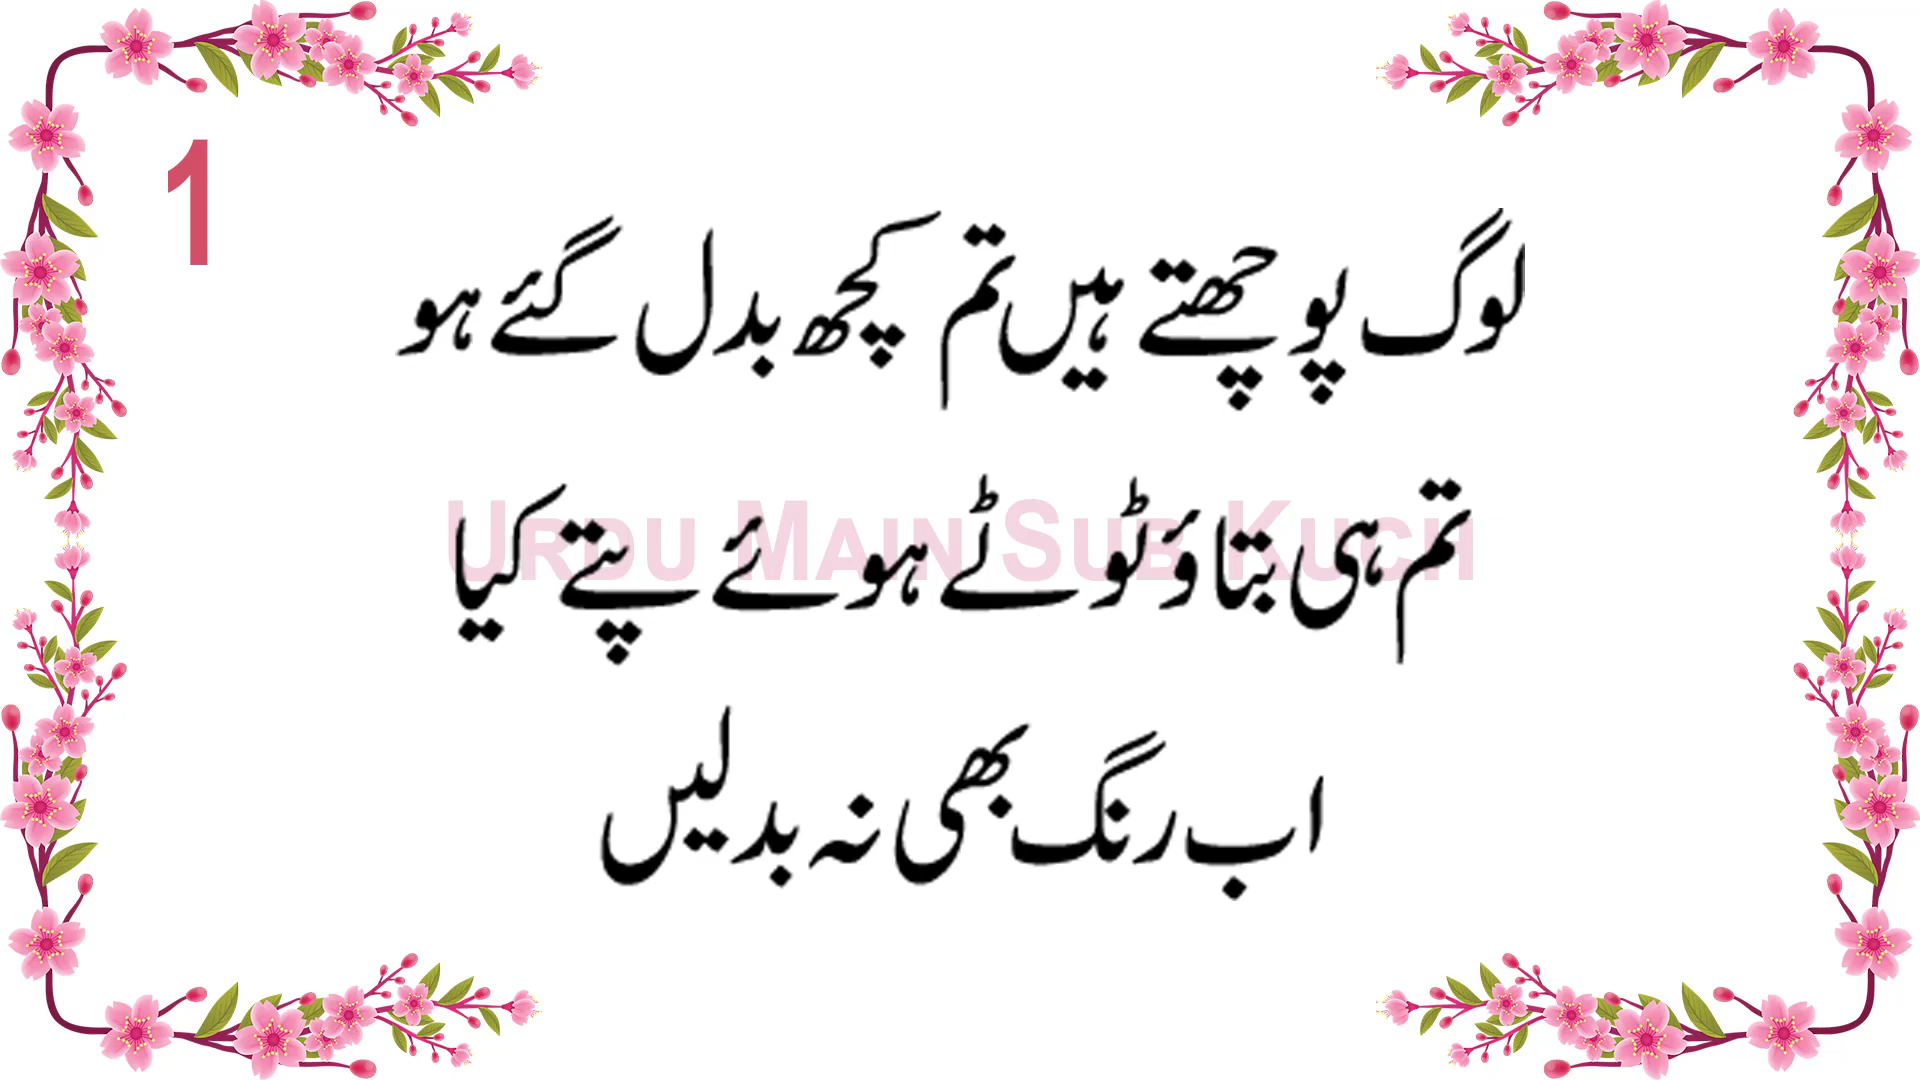 1
لوگ پوچھتے ہیں تم کچھ بدل گئے ہو
تم ہی بتاؤ ٹوٹے ہوئے پتے کیا
اب رنگ بھی نہ بدلیں
Urdu Main Sub Kuch